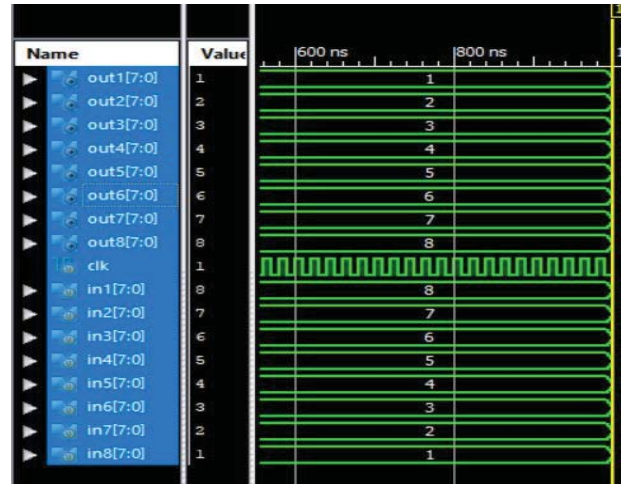 1
Name Value 600 ns 800 ns
out1[7:0] 1 1
out2[7:0] 2 2
out3[7:0] 3 3
out4[7:0] 4 4
out5[7:0] 5 5
out6[7:0] 6 6
out7[7:0] 7 7
out8[7:0] 8 8
clk 1
in1[7:0] 8 8
in2[7:0] 7 7
in3[7:0] 6 6
in4[7:0] 5 5
in5[7:0] 4 4
in6[7:0] 3 3
in7[7:0] 2 2
in8[7:0] 1 1